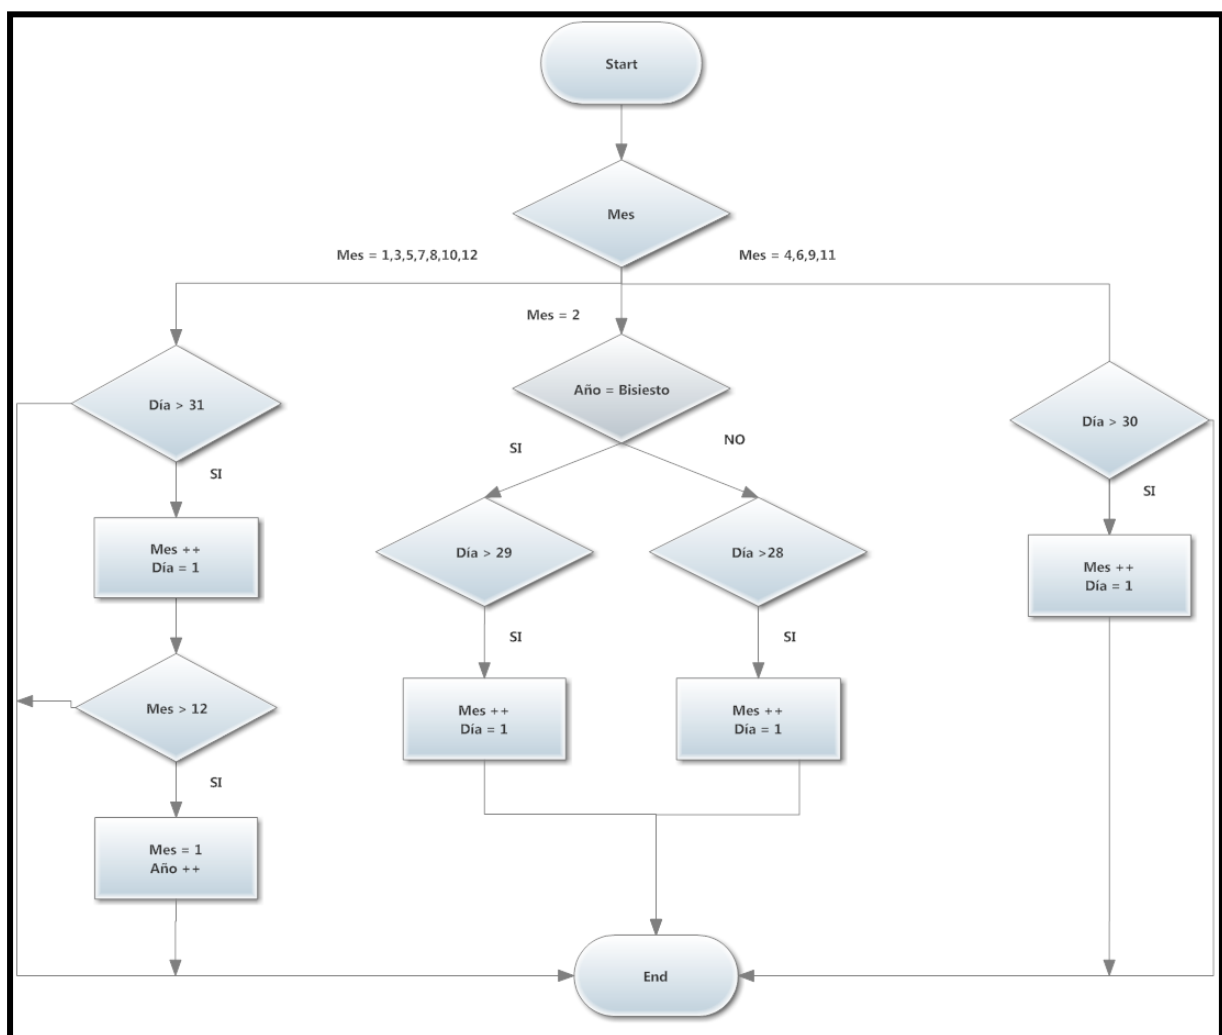 Start
Mes
Mes = 1,3,5,7,8,10,12
Mes = 4,6,9,11
Mes = 2
Día > 31
Año = Bisiesto
Día > 30
SI
NO
SI
SI
Mes ++
Día = 1
Día > 29
Día >28
Mes ++
Día = 1
SI
SI
Mes > 12
Mes ++
Día = 1
Mes ++
Día = 1
SI
Mes = 1
Año ++
End